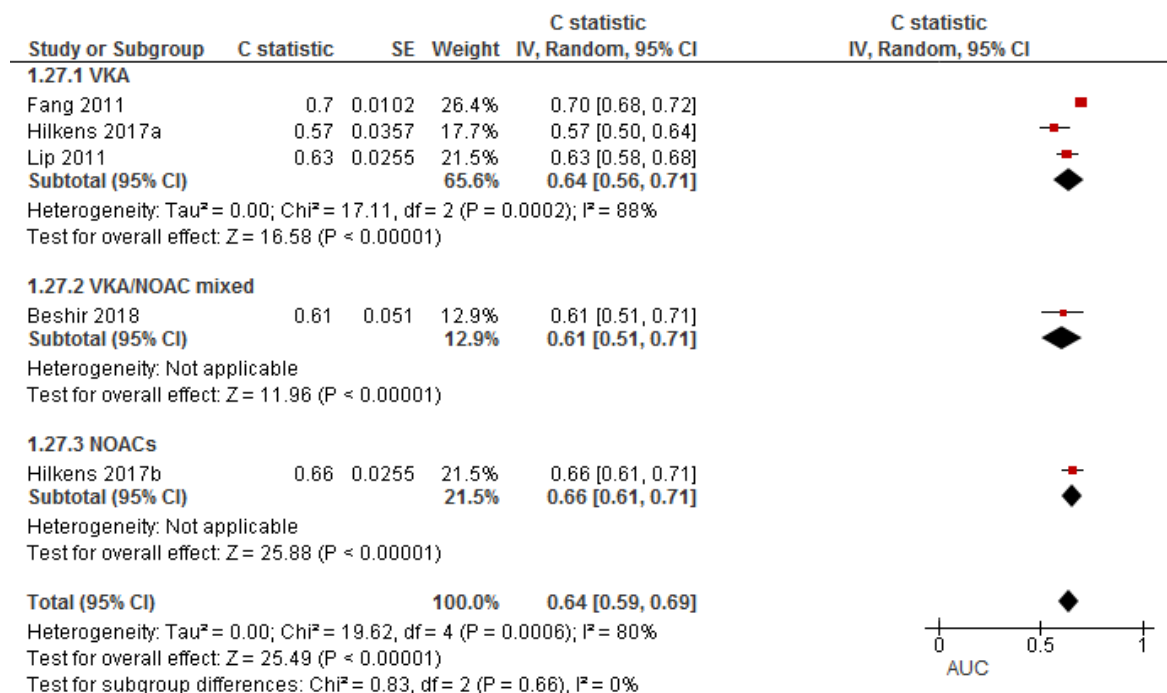 C statistic C statistic
Study or Subgroup C statistic SE Weight IV, Random, 95% CI IV, Random, 95% CI
1.27.1 VKA
Fang 2011 0.7 0.0102 26.4% 0.70 [0.68, 0.72]
Hilkens 2017a 0.57 0.0357 17.7% 0.57 [0.50, 0.64]
Lip 2011 0.63 0.0255 21.5% 0.63 [0.58, 0.68]
Subtotal (95% CI) 65.6% 0.64 [0.56, 0.71]
Heterogeneity: Tau² = 0.00; Chi² = 17.11, df = 2 (P = 0.0002); I² = 88%
Test for overall effect: Z = 16.58 (P < 0.00001)
1.27.2 VKA/NOAC mixed
Beshir 2018 0.61 0.051 12.9% 0.61 [0.51, 0.71]
Subtotal (95% CI) 12.9% 0.61 [0.51, 0.71]
Heterogeneity: Not applicable
Test for overall effect: Z = 11.96 (P < 0.00001)
1.27.3 NOACs
Hilkens 2017b 0.66 0.0255 21.5% 0.66 [0.61, 0.71]
Subtotal (95% CI) 21.5% 0.66 [0.61, 0.71]
Heterogeneity: Not applicable
Test for overall effect: Z = 25.88 (P < 0.00001)
Total (95% CI) 100.0% 0.64 [0.59, 0.69]
Heterogeneity: Tau² = 0.00; Chi² = 19.62, df = 4 (P = 0.0006); I² = 80%
Test for overall effect: Z = 25.49 (P < 0.00001)
Test for subgroup differences: Chi² = 0.83, df = 2 (P = 0.66), I² = 0%
0 0.5 1
AUC